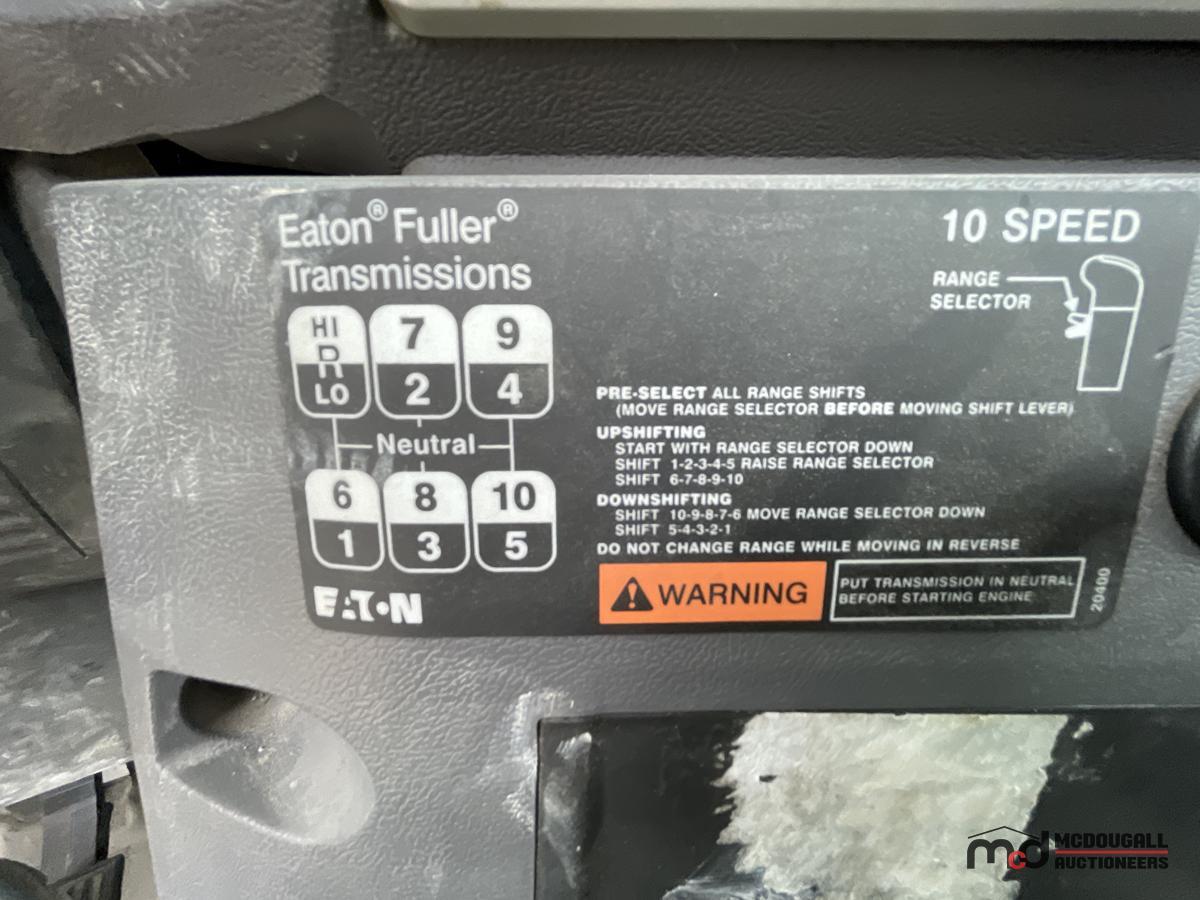 Eaton® Fuller®
Transmissions
10 SPEED
RANGE
SELECTOR
HI 7 9
R
LO 2 4
Neutral
6 8 10
1 3 5
EATON
PRE-SELECT ALL RANGE SHIFTS
(MOVE RANGE SELECTOR BEFORE MOVING SHIFT LEVER)
UPSHIFTING
START WITH RANGE SELECTOR DOWN
SHIFT 1-2-3-4-5 RAISE RANGE SELECTOR
SHIFT 6-7-8-9-10
DOWNSHIFTING
SHIFT 10-9-8-7-6 MOVE RANGE SELECTOR DOWN
SHIFT 5-4-3-2-1
DO NOT CHANGE RANGE WHILE MOVING IN REVERSE
WARNING
PUT TRANSMISSION IN NEUTRAL
BEFORE STARTING ENGINE
20400
mcd MCDOUGALL
AUCTIONEERS